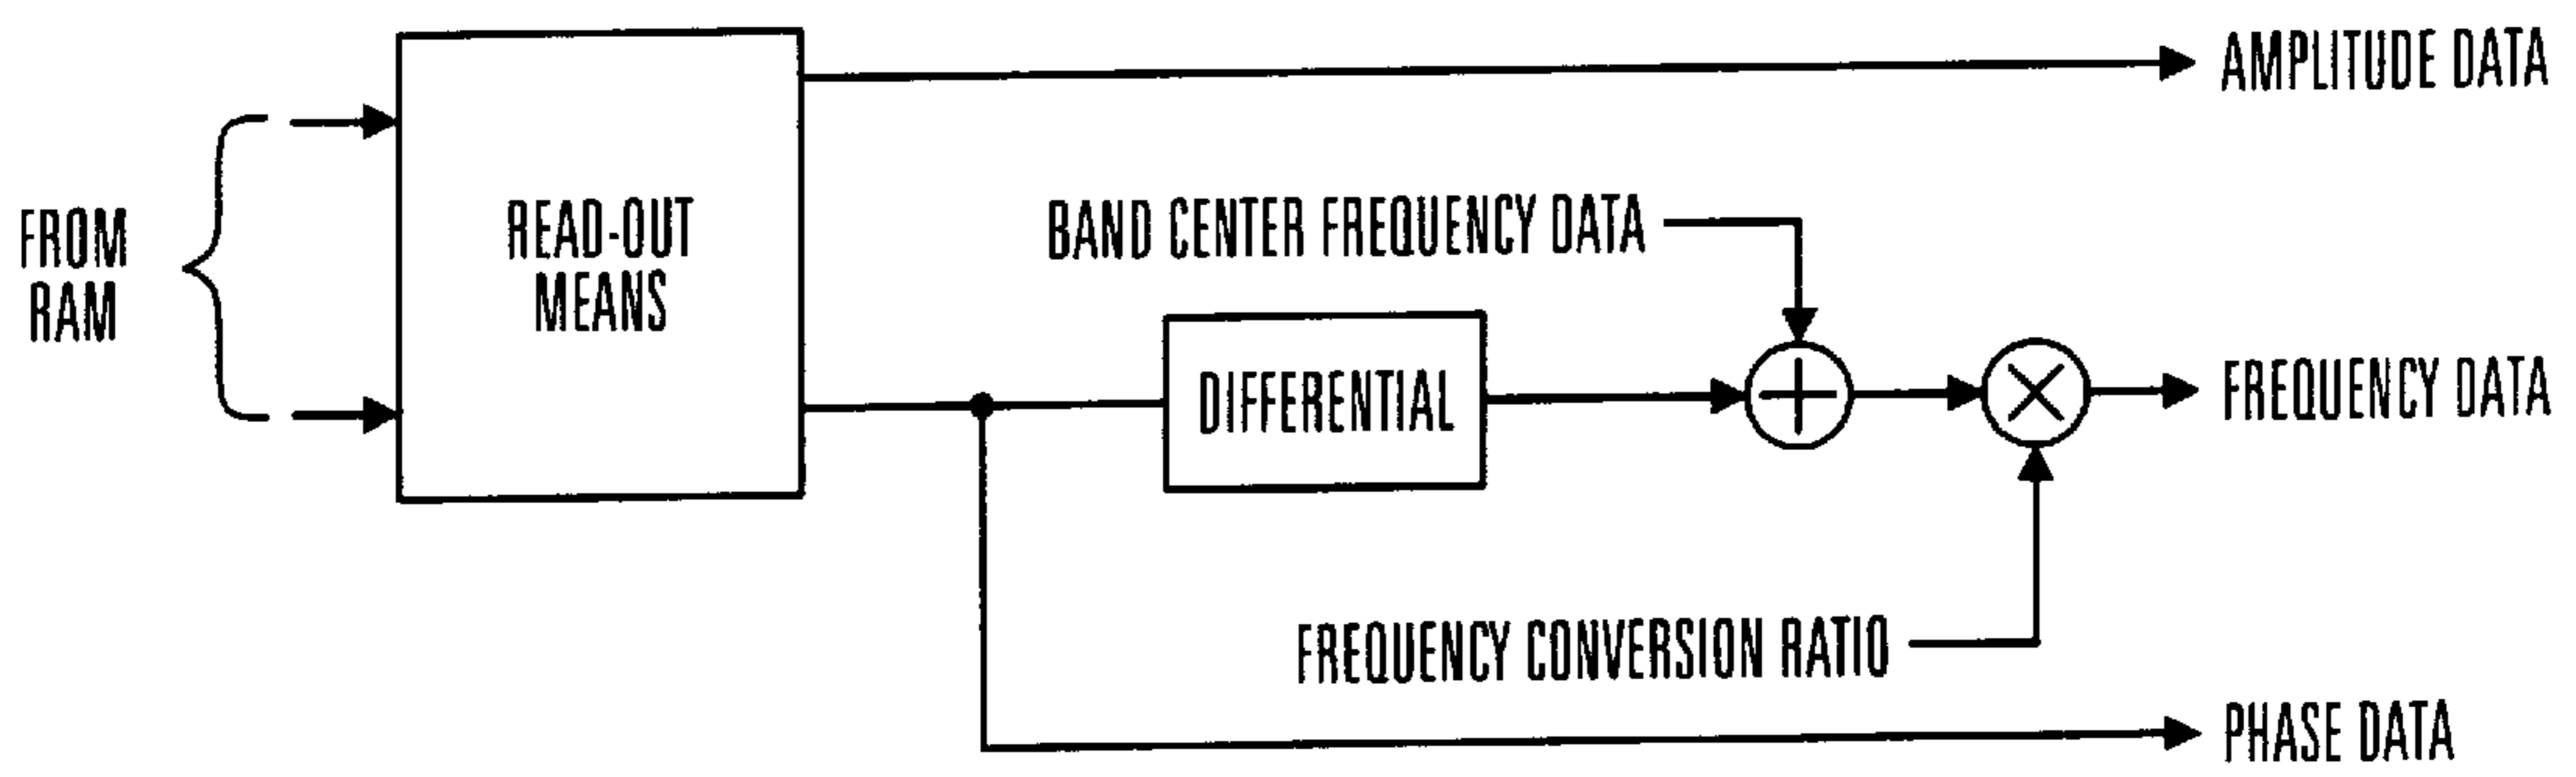 AMPLITUDE DATA
FROM
RAM
READ-OUT
MEANS
BAND CENTER FREQUENCY DATA
DIFFERENTIAL
FREQUENCY DATA
FREQUENCY CONVERSION RATIO
PHASE DATA